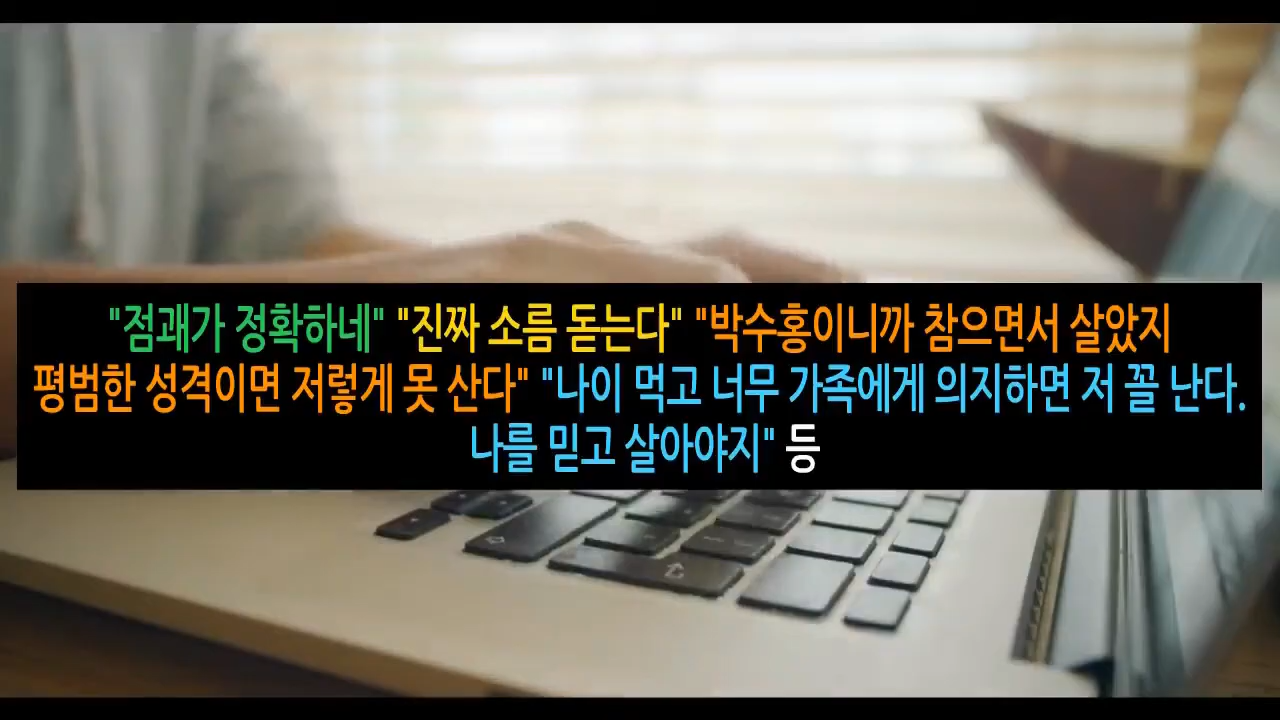 "점괘가 정확하네" "진짜 소름 돋는다" "박수홍이니까 참으면서 살았지
평범한 성격이면 저렇게 못 산다" "나이 먹고 너무 가족에게 의지하면 저 꼴 난다.
나를 믿고 살아야지" 등